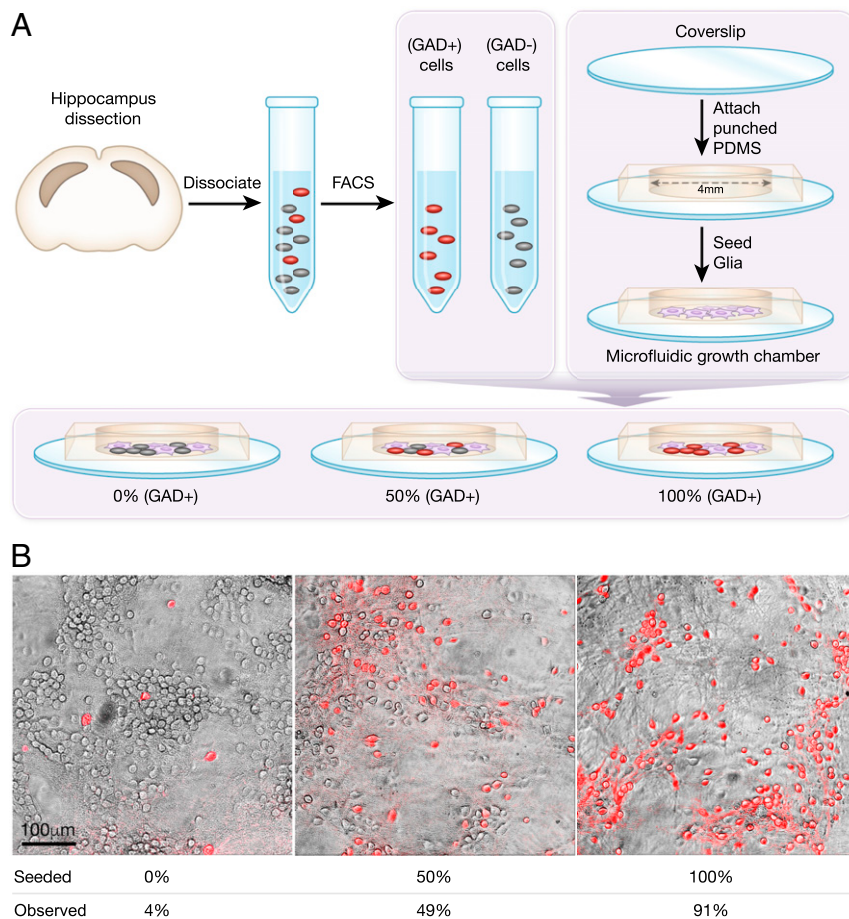 A
Hippocampus
dissection
Dissociate
FACS
(GAD+)
cells
(GAD-)
cells
Coverslip
Attach
punched
PDMS
4mm
Seed
Glia
Microfluidic growth chamber
0% (GAD+)
50% (GAD+)
100% (GAD+)
B
100μm
Seeded 0% 50% 100%
Observed 4% 49% 91%